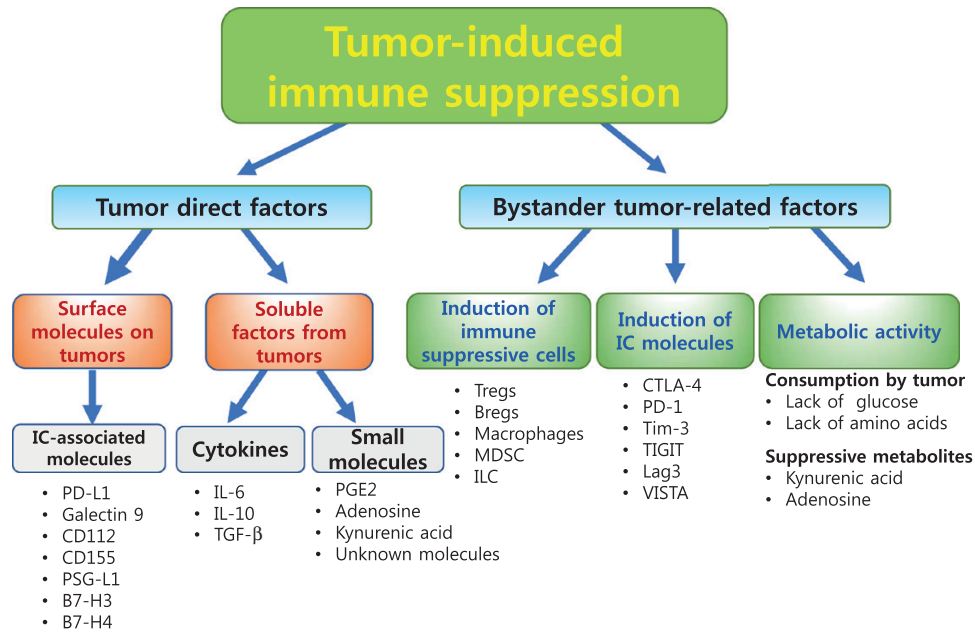 Tumor-induced
immune suppression
Tumor direct factors
Bystander tumor-related factors
Surface
molecules on
tumors
Soluble
factors from
tumors
Induction of
immune
suppressive cells
Induction of
IC molecules
Metabolic activity
IC-associated
molecules
• PD-L1
• Galectin 9
• CD112
• CD155
• PSG-L1
• B7-H3
• B7-H4
Cytokines
• IL-6
• IL-10
• TGF-β
Small
molecules
• PGE2
• Adenosine
• Kynurenic acid
• Unknown molecules
• Tregs
• Bregs
• Macrophages
• MDSC
• ILC
• CTLA-4
• PD-1
• Tim-3
• TIGIT
• Lag3
• VISTA
Consumption by tumor
• Lack of glucose
• Lack of amino acids
Suppressive metabolites
• Kynurenic acid
• Adenosine